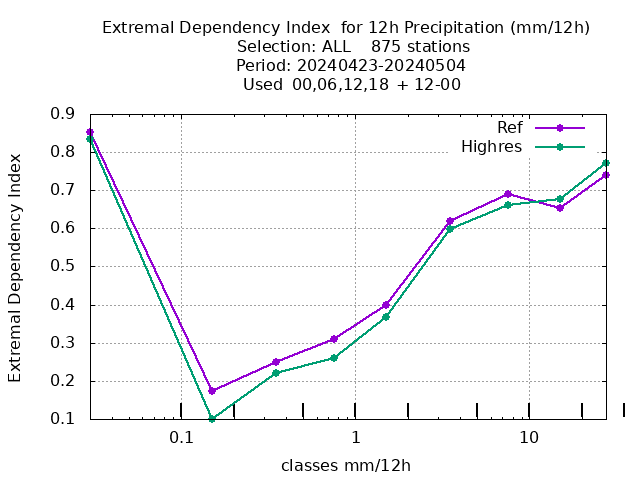 Extremal Dependency Index  for 12h Precipitation (mm/12h)
Selection: ALL    875 stations
Period: 20240423-20240504
Used  00,06,12,18  + 12-00
Ref
Highres
0.9
0.8
0.7
0.6
0.5
0.4
0.3
0.2
0.1
Extremal Dependency Index
0.1 1 10
classes mm/12h